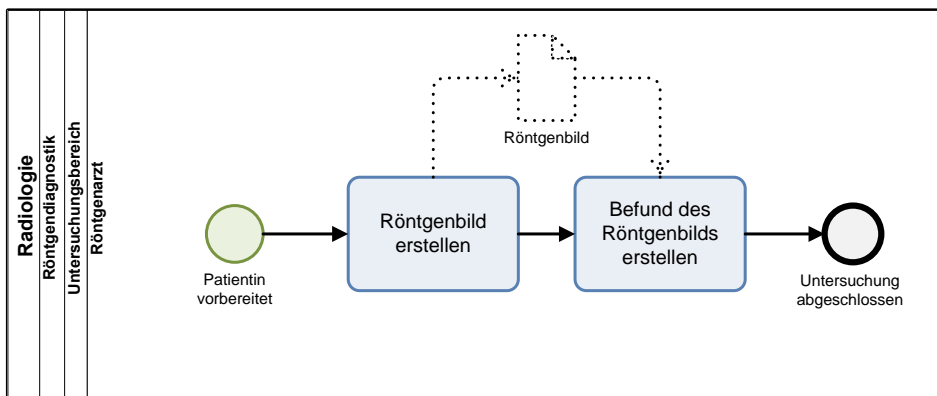 Radiologie
Röntgendiagnostik
Untersuchungsbereich
Röntgenarzt
Röntgenbild
Patientin
vorbereitet
Röntgenbild
erstellen
Befund des
Röntgenbilds
erstellen
Untersuchung
abgeschlossen